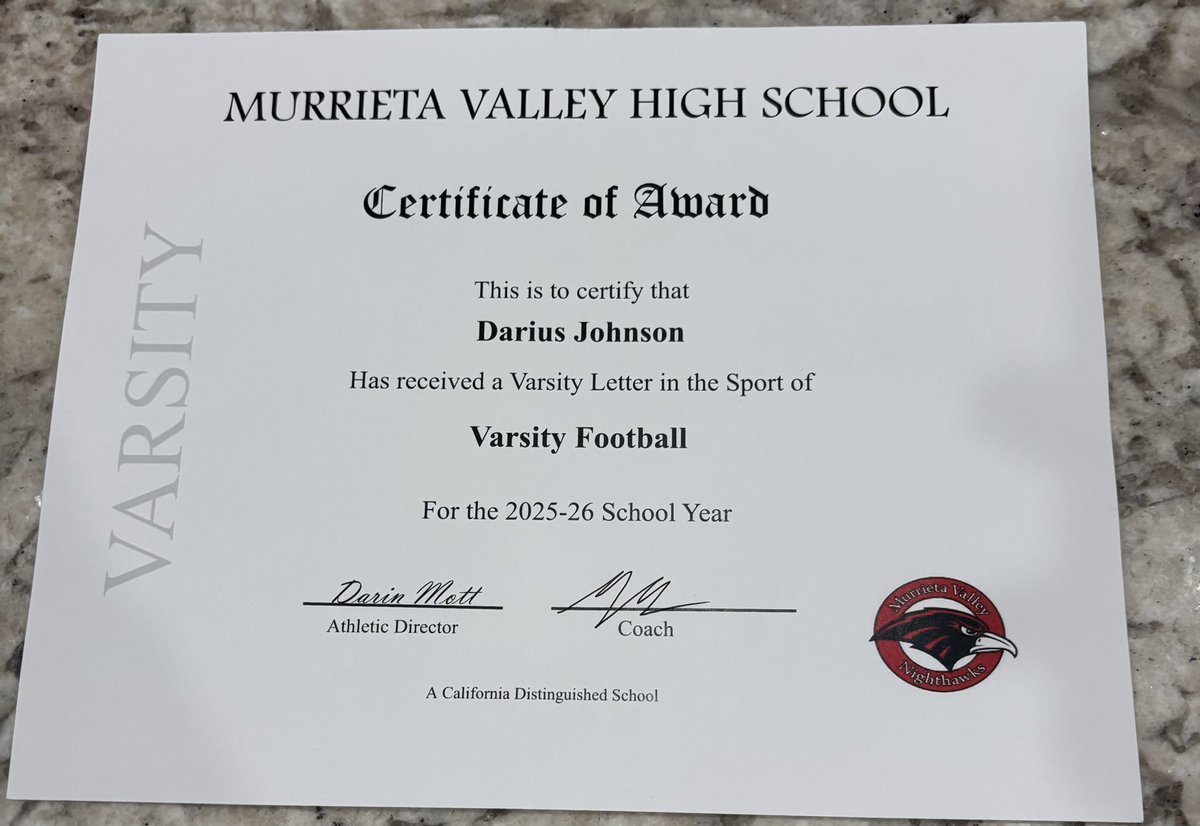 MURRIETA VALLEY HIGH SCHOOL
Certificate of Award
VARSITY
This is to certify that
Darius Johnson
Has received a Varsity Letter in the Sport of
Varsity Football
For the 2025-26 School Year
Darin Mott
Athletic Director
Coach
Murrieta Valley
Nighthawks
A California Distinguished School